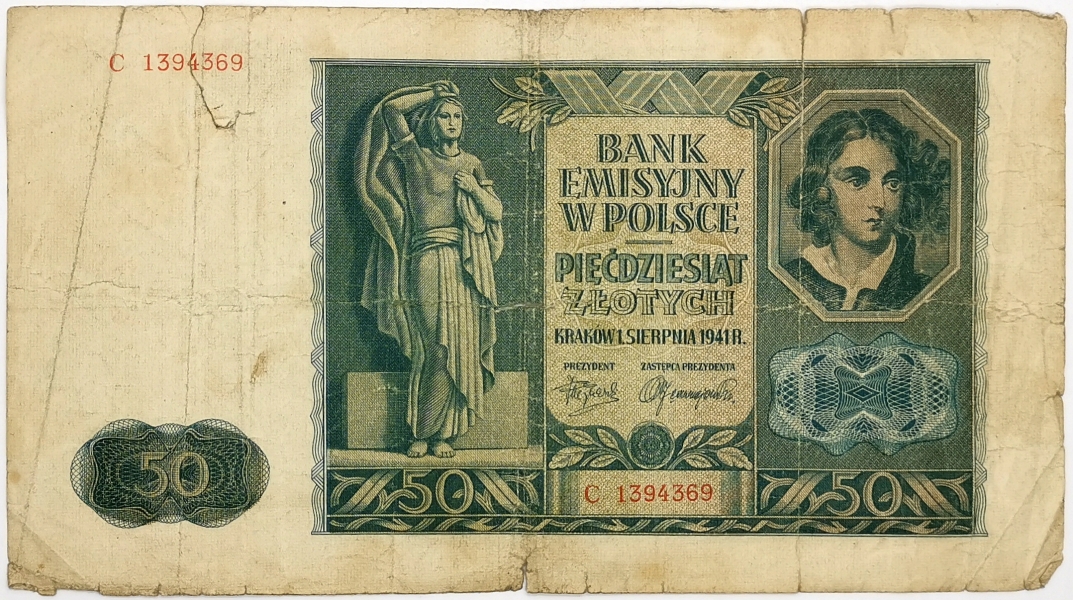 C 1394369
BANK
EMISYJNY
W POLSCE
PIĘĆDZIESIĄT
ZŁOTYCH
KRAKÓW 1. SIERPNIA 1941 R.
PREZYDENT ZASTĘPCA PREZYDENTA
50
50
C 1394369
50